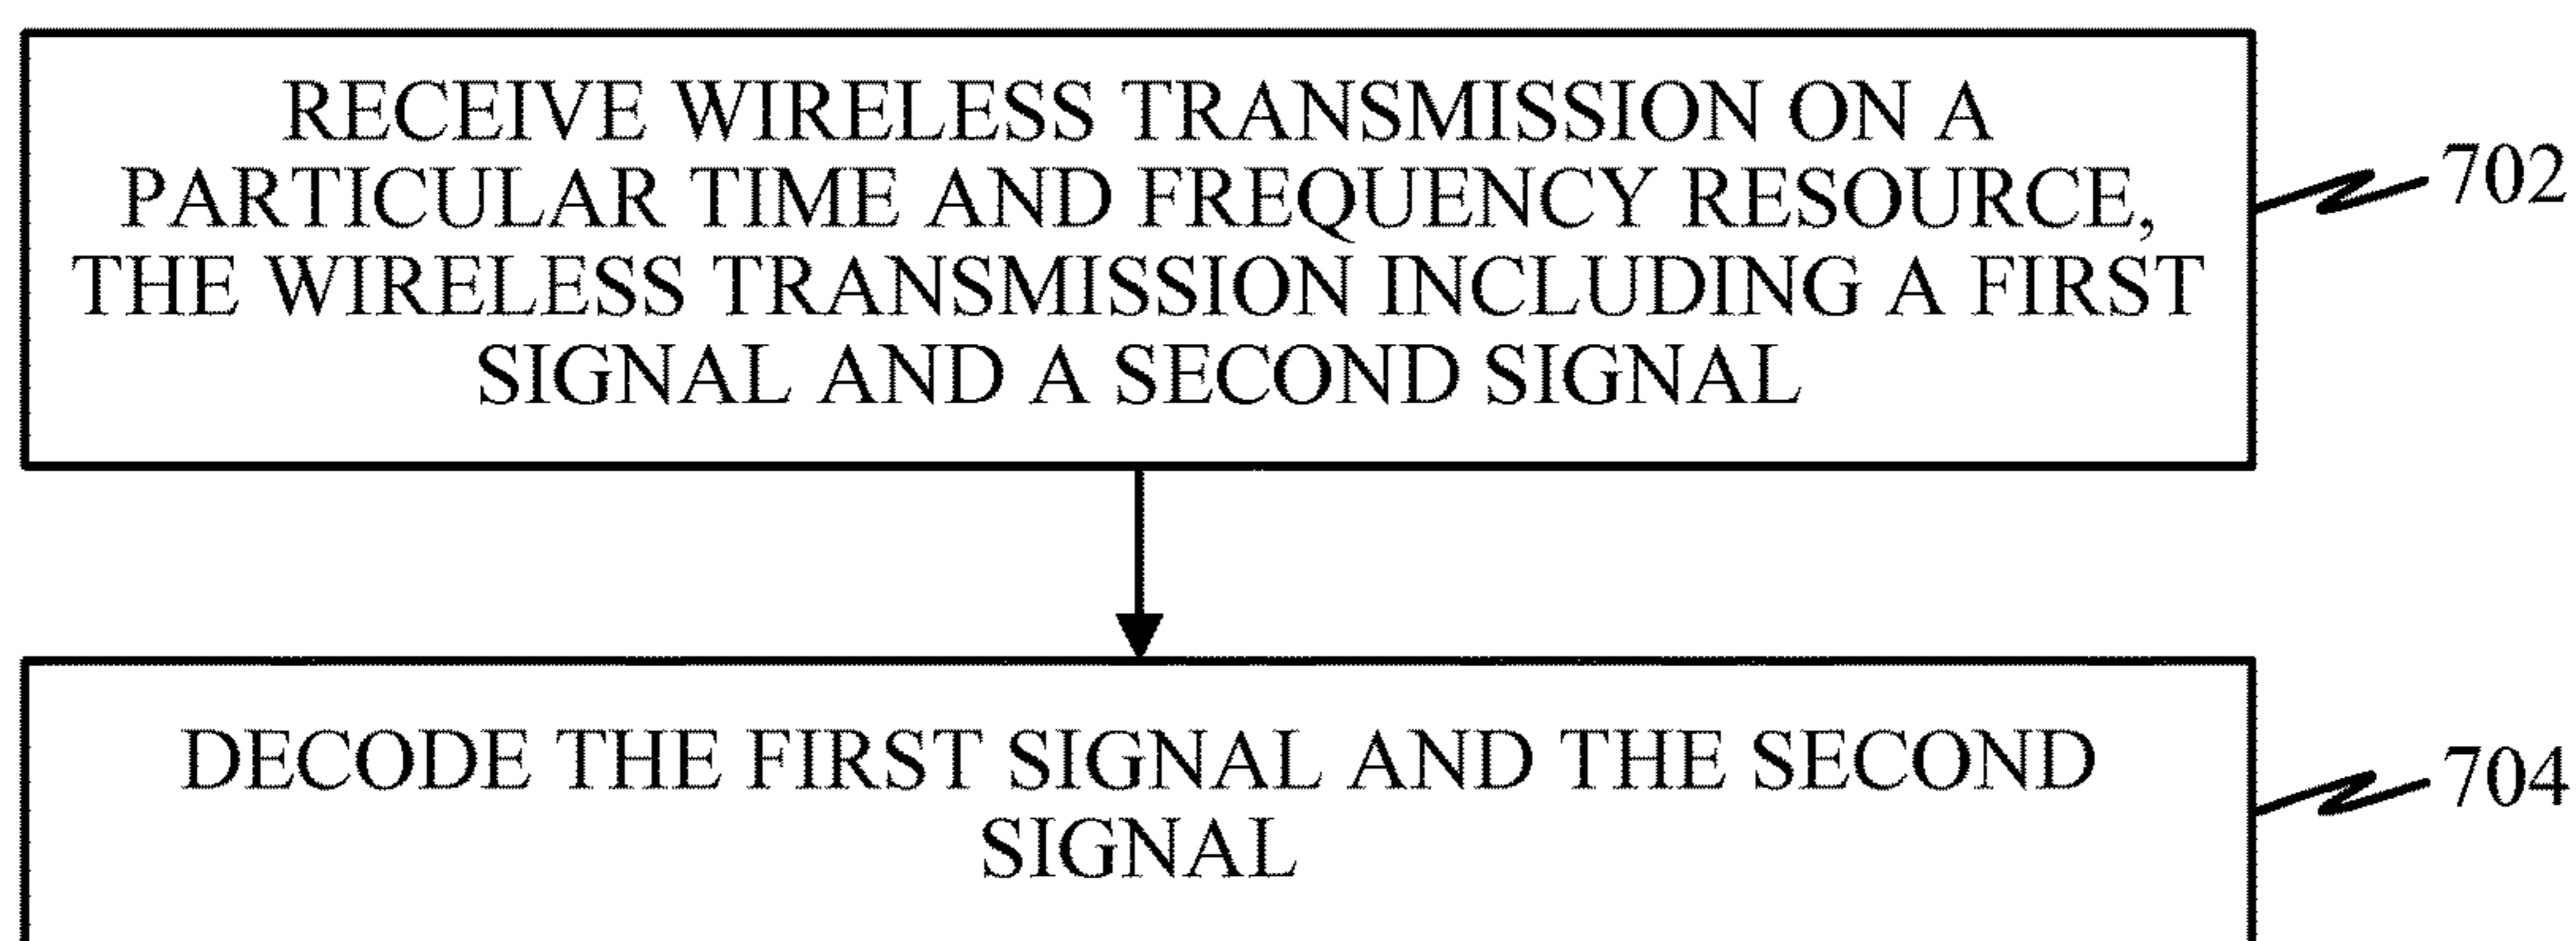 RECEIVE WIRELESS TRANSMISSION ON A
PARTICULAR TIME AND FREQUENCY RESOURCE,
THE WIRELESS TRANSMISSION INCLUDING A FIRST
SIGNAL AND A SECOND SIGNAL
702
DECODE THE FIRST SIGNAL AND THE SECOND
SIGNAL
704